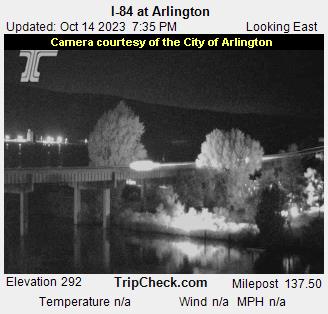 I-84 at Arlington
Updated: Oct 14 2023 7:35 PM Looking East
Camera courtesy of the City of Arlington
Elevation 292 TripCheck.com Milepost 137.50
Temperature n/a Wind n/a MPH n/a